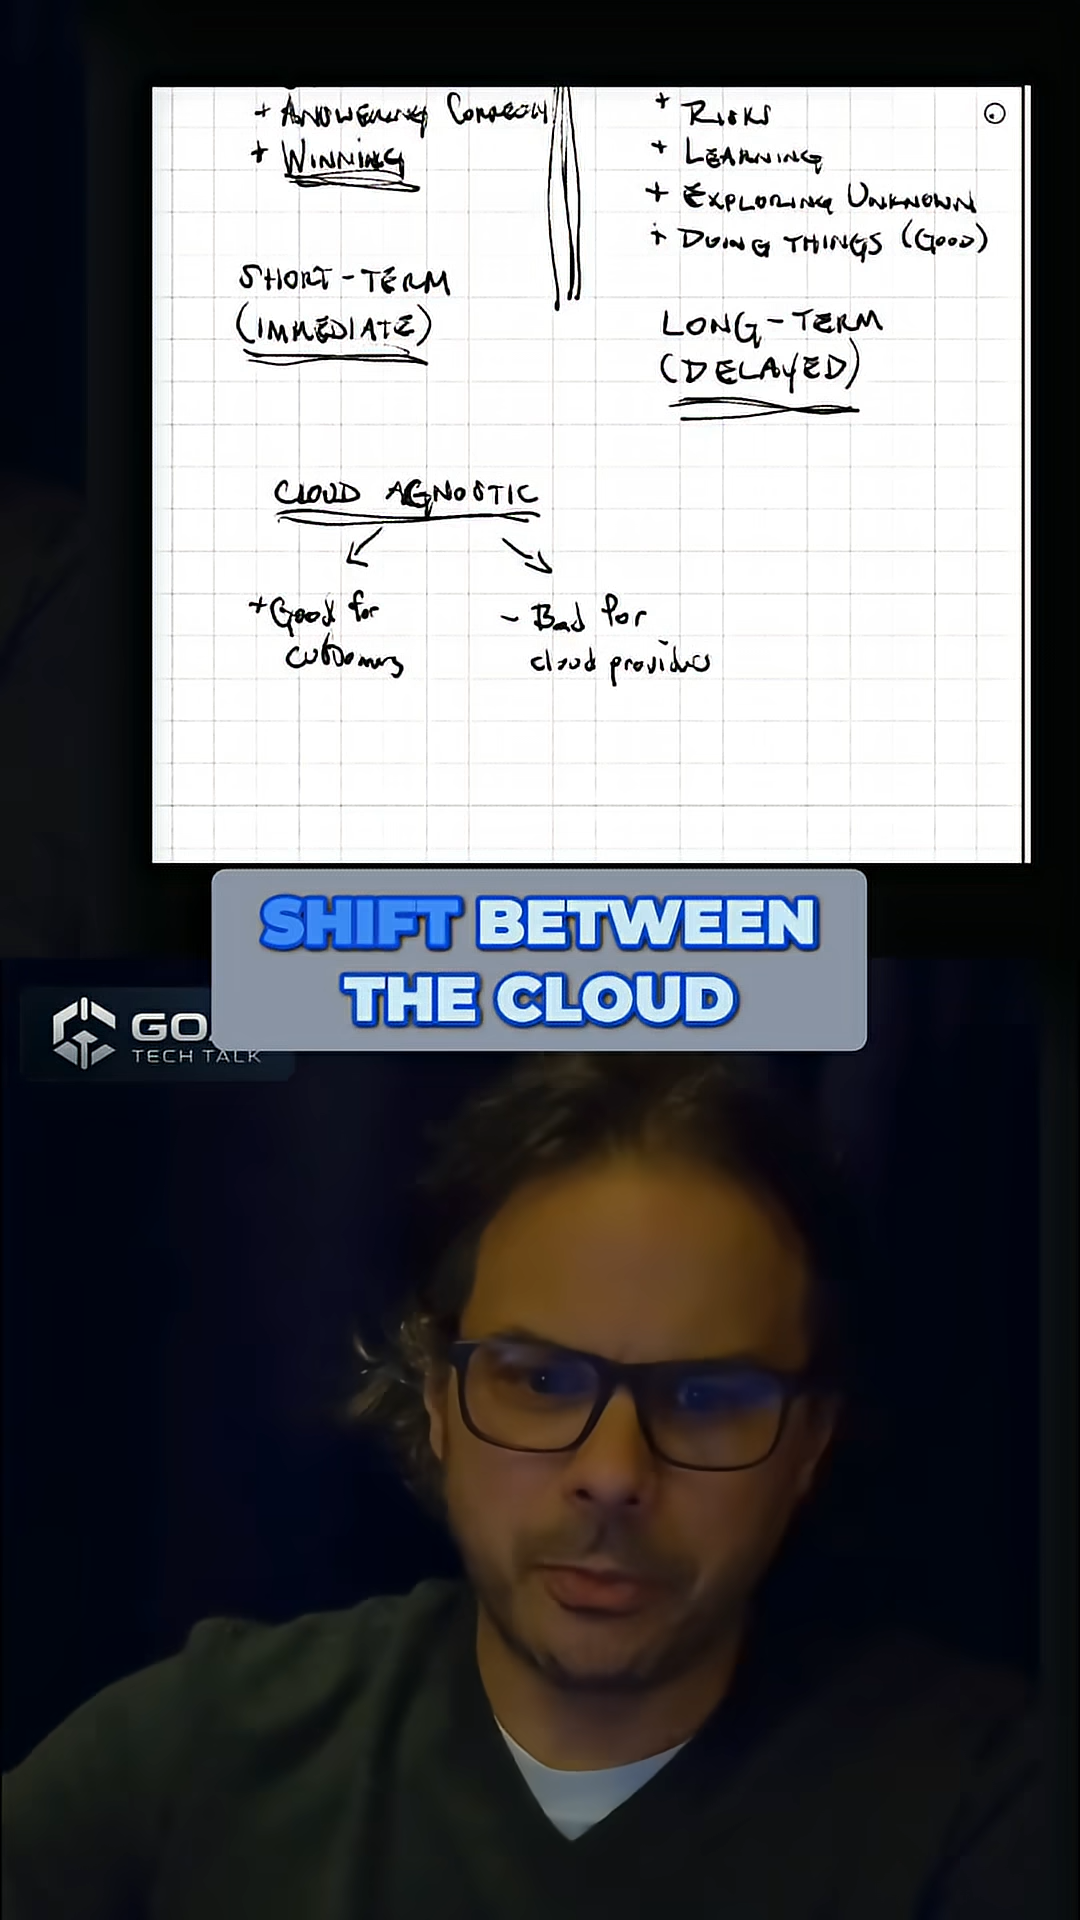 + ANSWERING CORRECTLY
+ WINNING
SHORT-TERM
(IMMEDIATE)
+ RISKS
+ LEARNING
+ EXPLORING UNKNOWN
+ DOING THINGS (GOOD)
LONG-TERM
(DELAYED)
CLOUD AGNOSTIC
+ Good for
customers
- Bad for
cloud providers
SHIFT BETWEEN
THE CLOUD
TECH TALK